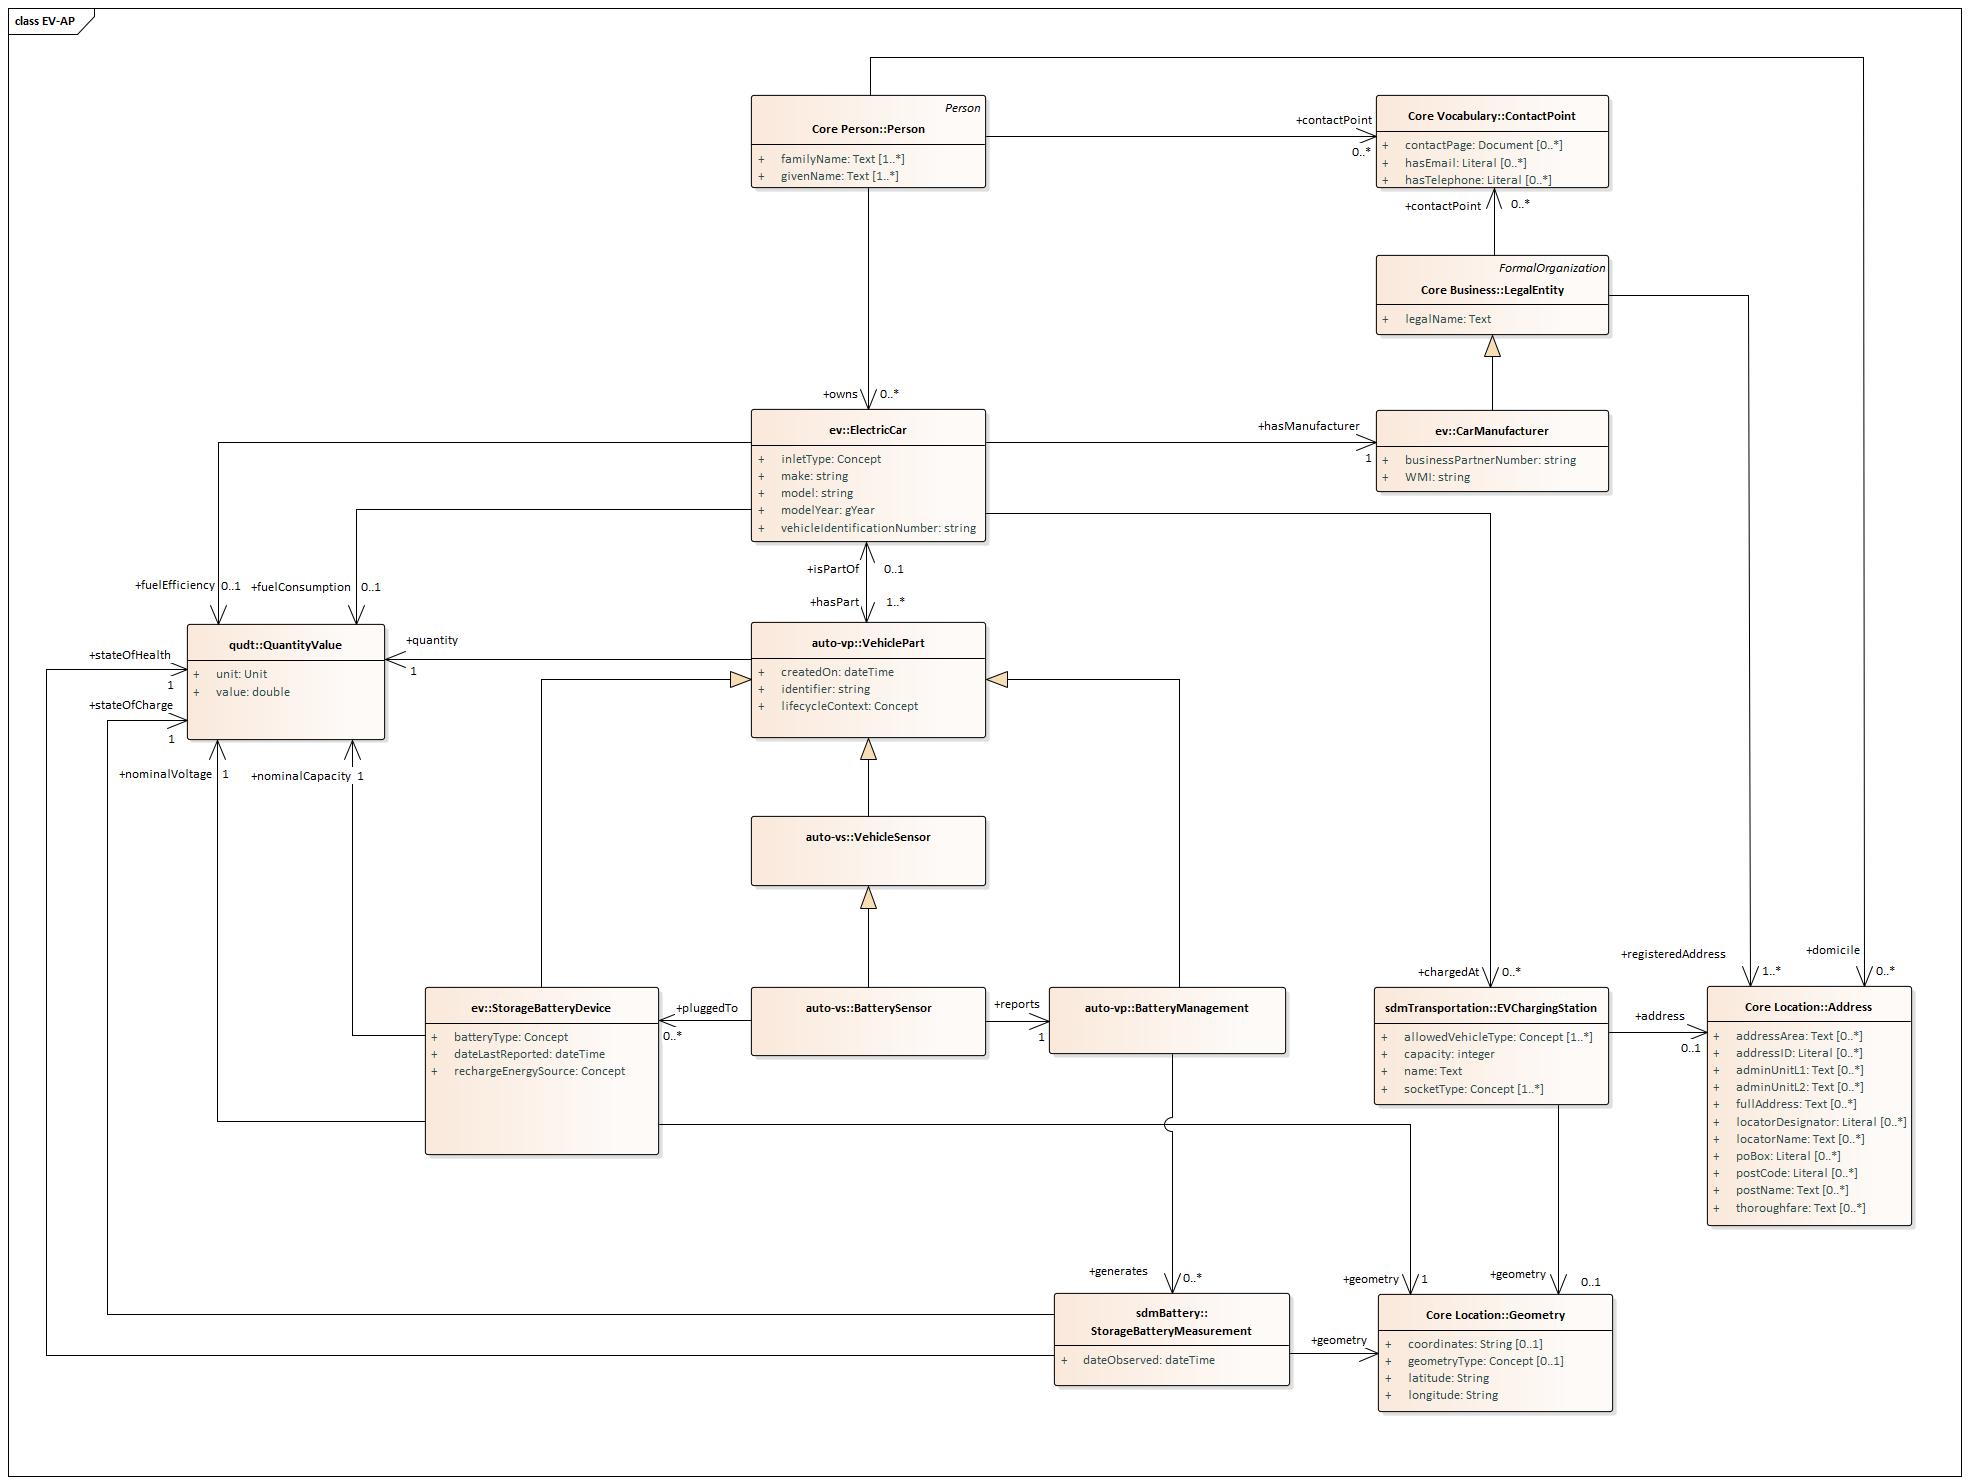 class EV-AP
Person
Core Person::Person
+ familyName: Text [1..*]
+ givenName: Text [1..*]
+contactPoint
0..*
Core Vocabulary::ContactPoint
+ contactPage: Document [0..*]
+ hasEmail: Literal [0..*]
+ hasTelephone: Literal [0..*]
+contactPoint 0..*
FormalOrganization
Core Business::LegalEntity
+ legalName: Text
+owns 0..*
ev::ElectricCar
+ inletType: Concept
+ make: string
+ model: string
+ modelYear: gYear
+ vehicleIdentificationNumber: string
+hasManufacturer
1
ev::CarManufacturer
+ businessPartnerNumber: string
+ WMI: string
+isPartOf 0..1
+hasPart 1..*
+fuelEfficiency 0..1
+fuelConsumption 0..1
qudt::QuantityValue
+ unit: Unit
+ value: double
+quantity
1
+stateOfHealth
1
+stateOfCharge
1
+nominalVoltage 1
+nominalCapacity 1
auto-vp::VehiclePart
+ createdOn: dateTime
+ identifier: string
+ lifecycleContext: Concept
auto-vs::VehicleSensor
ev::StorageBatteryDevice
+ batteryType: Concept
+ dateLastReported: dateTime
+ rechargeEnergySource: Concept
+pluggedTo
0..*
auto-vs::BatterySensor
+reports
1
auto-vp::BatteryManagement
+chargedAt 0..*
sdmTransportation::EVChargingStation
+ allowedVehicleType: Concept [1..*]
+ capacity: integer
+ name: Text
+ socketType: Concept [1..*]
+address
0..1
+registeredAddress
1..*
+domicile
0..*
Core Location::Address
+ addressArea: Text [0..*]
+ addressID: Literal [0..*]
+ adminUnitL1: Text [0..*]
+ adminUnitL2: Text [0..*]
+ fullAddress: Text [0..*]
+ locatorDesignator: Literal [0..*]
+ locatorName: Text [0..*]
+ poBox: Literal [0..*]
+ postCode: Literal [0..*]
+ postName: Text [0..*]
+ thoroughfare: Text [0..*]
+generates 0..*
sdmBattery::
StorageBatteryMeasurement
+ dateObserved: dateTime
+geometry
+geometry 1
+geometry 0..1
Core Location::Geometry
+ coordinates: String [0..1]
+ geometryType: Concept [0..1]
+ latitude: String
+ longitude: String